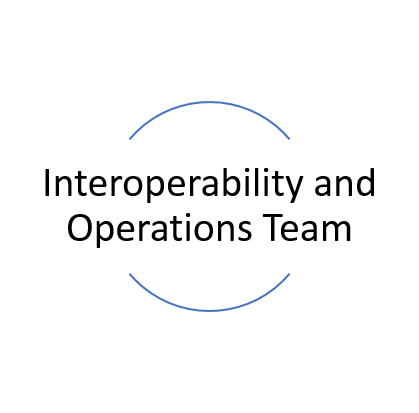 Interoperability and
Operations Team